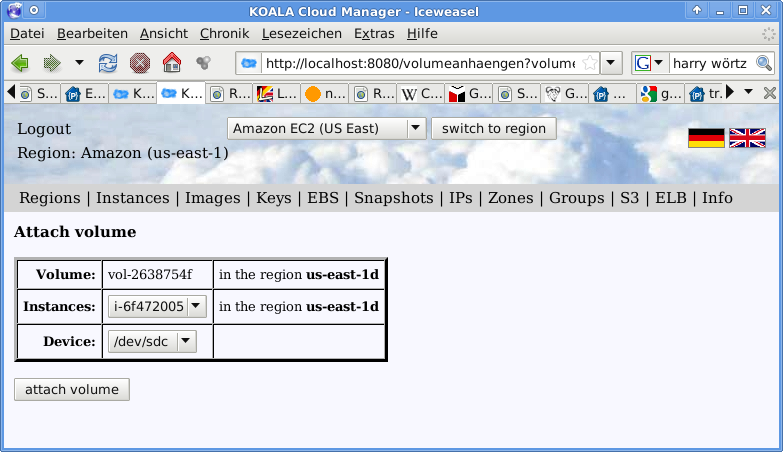 KOALA Cloud Manager - Iceweasel
Datei Bearbeiten Ansicht Chronik Lesezeichen Extras Hilfe
http://localhost:8080/volumeanhaengen?volume harry wörtz
S... E... K... K... R... L... n... R... C... G... S... G... ... g... tr.
Logout Amazon EC2 (US East) switch to region
Region: Amazon (us-east-1)
Regions | Instances | Images | Keys | EBS | Snapshots | IPs | Zones | Groups | S3 | ELB | Info
Attach volume
Volume: vol-2638754f in the region us-east-1d
Instances: i-6f472005 in the region us-east-1d
Device: /dev/sdc
attach volume